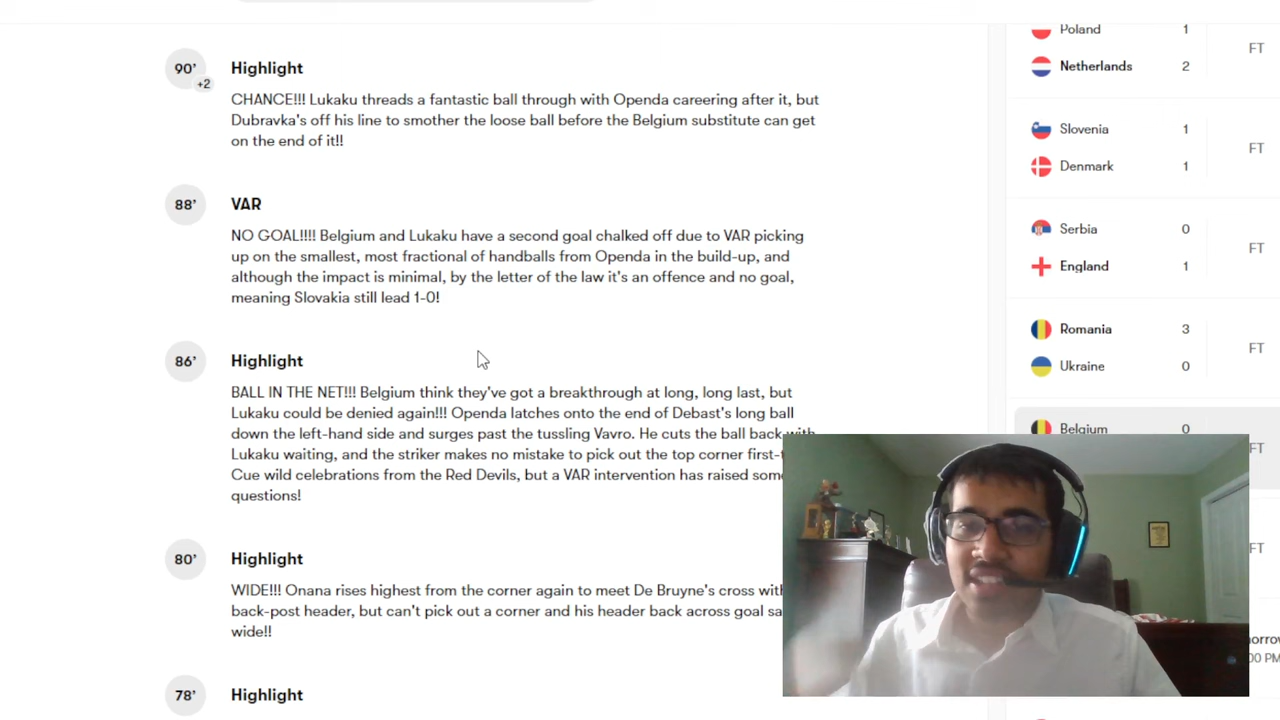 90'
+2
Highlight
CHANCE!!! Lukaku threads a fantastic ball through with Openda careering after it, but
Dubravka's off his line to smother the loose ball before the Belgium substitute can get
on the end of it!!
88'
VAR
NO GOAL!!!! Belgium and Lukaku have a second goal chalked off due to VAR picking
up on the smallest, most fractional of handballs from Openda in the build-up, and
although the impact is minimal, by the letter of the law it's an offence and no goal,
meaning Slovakia still lead 1-0!
86'
Highlight
BALL IN THE NET!!! Belgium think they've got a breakthrough at long, long last, but
Lukaku could be denied again!!! Openda latches onto the end of Debast's long ball
down the left-hand side and surges past the tussling Vavro. He cuts the ball back with
Lukaku waiting, and the striker makes no mistake to pick out the top corner first-
Cue wild celebrations from the Red Devils, but a VAR intervention has raised some
questions!
80'
Highlight
WIDE!!! Onana rises highest from the corner again to meet De Bruyne's cross
back-post header, but can't pick out a corner and his header back across goal
wide!!
78'
Highlight
Poland 1
FT
Netherlands 2
Slovenia 1
FT
Denmark 1
Serbia 0
FT
England 1
Romania 3
FT
Ukraine 0
Belgium 0
FT
FT
00 PM